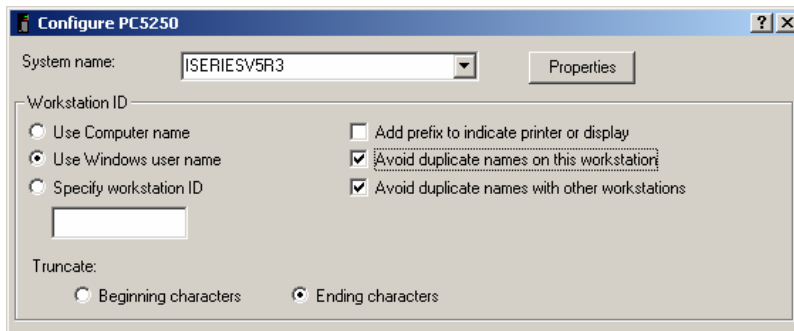 Configure PC5250
System name: ISERIESV5R3 Properties
Workstation ID
Use Computer name Add prefix to indicate printer or display
Use Windows user name Avoid duplicate names on this workstation
Specify workstation ID Avoid duplicate names with other workstations
Truncate:
Beginning characters Ending characters